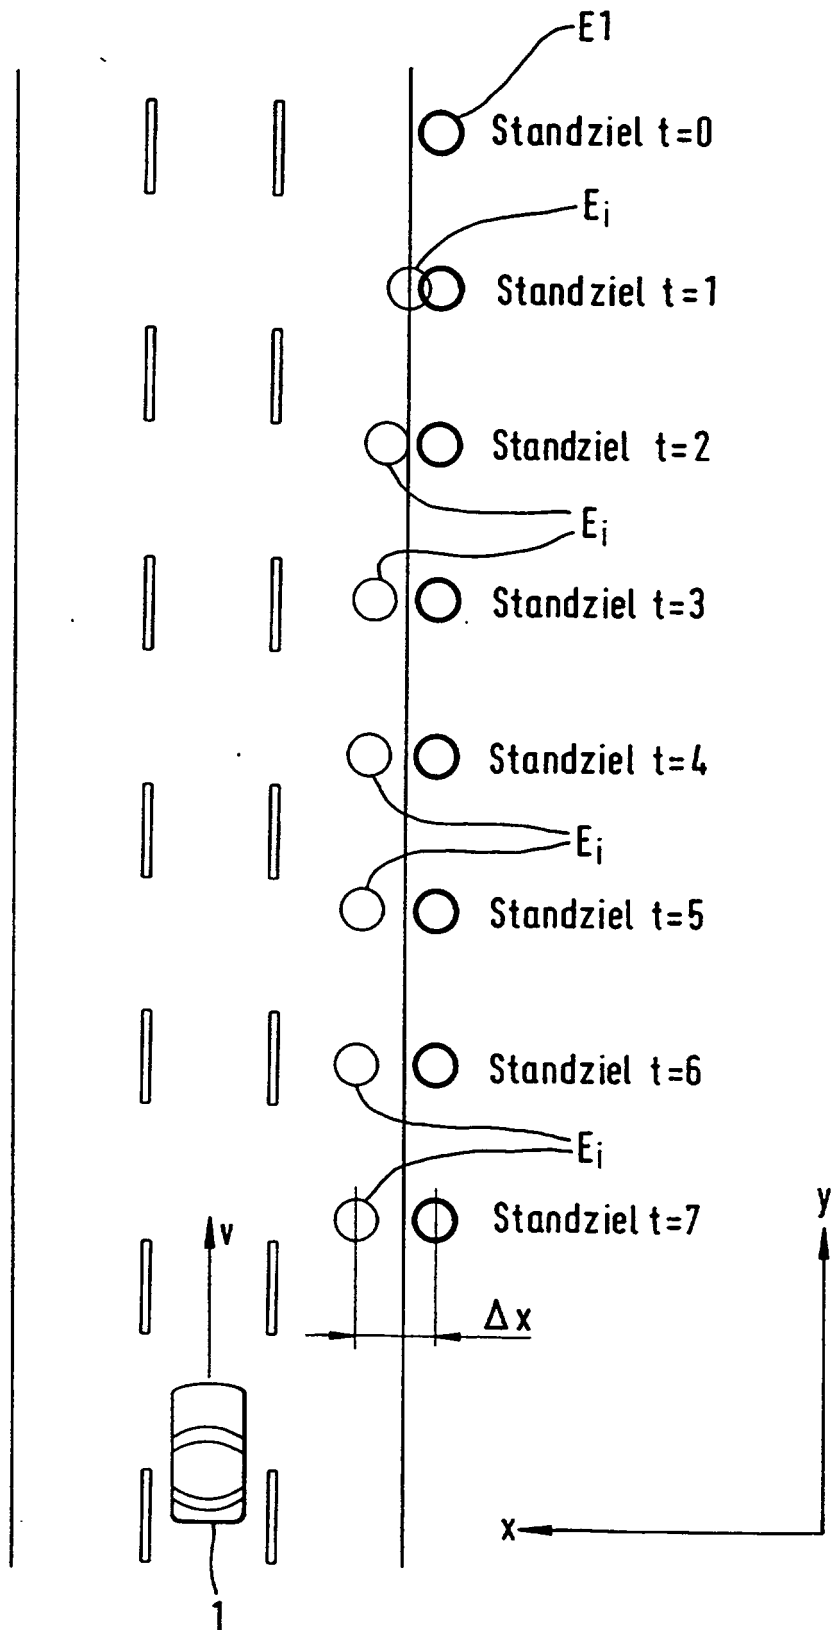 E1
Standziel t=0
Ei
Standziel t=1
Standziel t=2
Ei
Standziel t=3
Standziel t=4
Ei
Standziel t=5
Standziel t=6
Ei
Standziel t=7
y
v
Δx
x
1